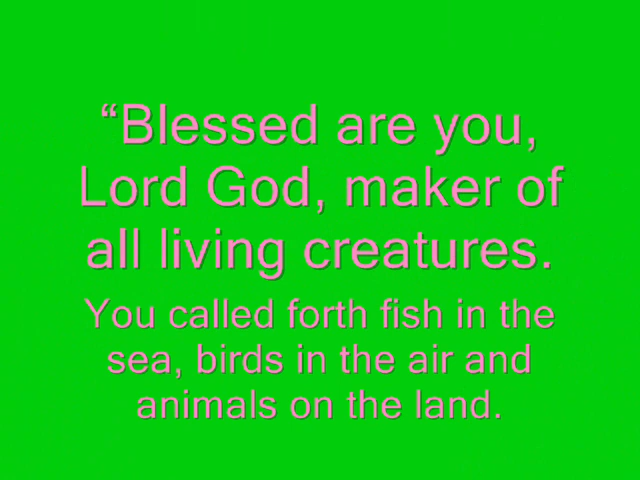 “Blessed are you,
Lord God, maker of
all living creatures.
You called forth fish in the
sea, birds in the air and
animals on the land.